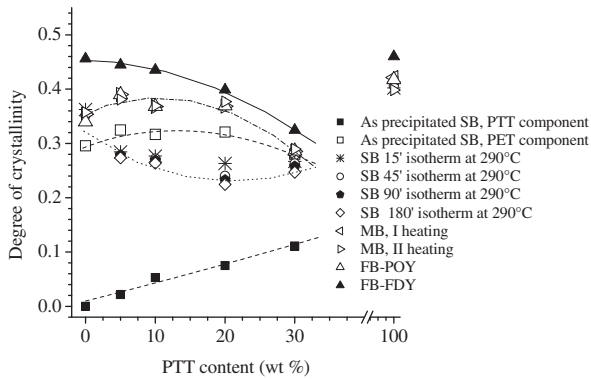 0.5
0.4
0.3
0.2
0.1
0.0
Degree of crystallinity
0 10 20 30 100
PTT content (wt %)
As precipitated SB, PTT component
As precipitated SB, PET component
SB 15' isotherm at 290°C
SB 45' isotherm at 290°C
SB 90' isotherm at 290°C
SB 180' isotherm at 290°C
MB, I heating
MB, II heating
FB-POY
FB-FDY